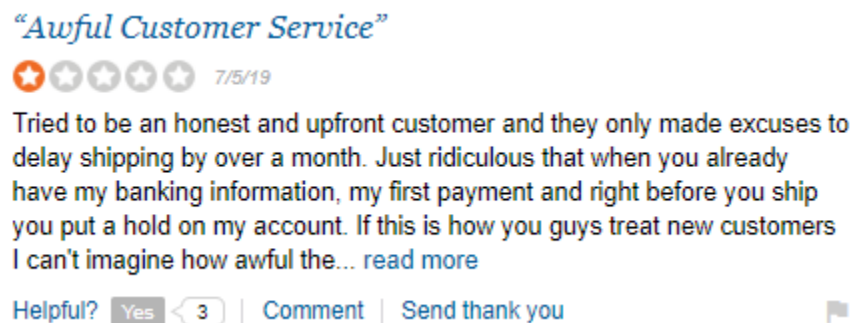 “Awful Customer Service”
7/5/19
Tried to be an honest and upfront customer and they only made excuses to
delay shipping by over a month. Just ridiculous that when you already
have my banking information, my first payment and right before you ship
you put a hold on my account. If this is how you guys treat new customers
I can't imagine how awful the... read more
Helpful? Yes 3 | Comment | Send thank you